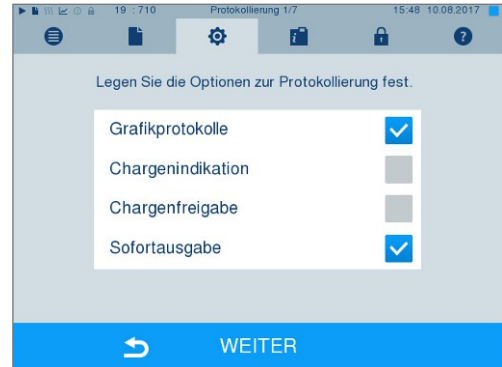 19 : 710 Protokollierung 1/7 15:48 10.08.2017
Legen Sie die Optionen zur Protokollierung fest.
Grafikprotokolle
Chargenindikation
Chargenfreigabe
Sofortausgabe
WEITER